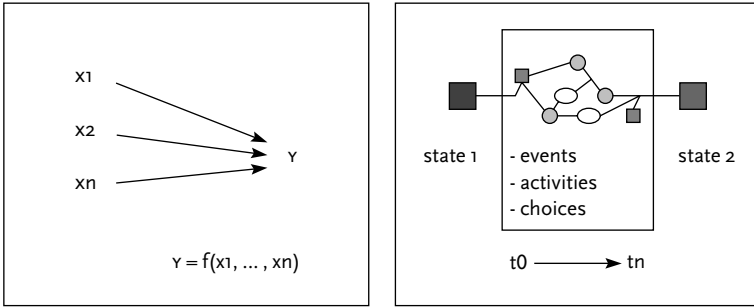 x1
x2
xn
Y
Y = f(x1, ... , xn)
state 1
- events
- activities
- choices
state 2
t0
tn